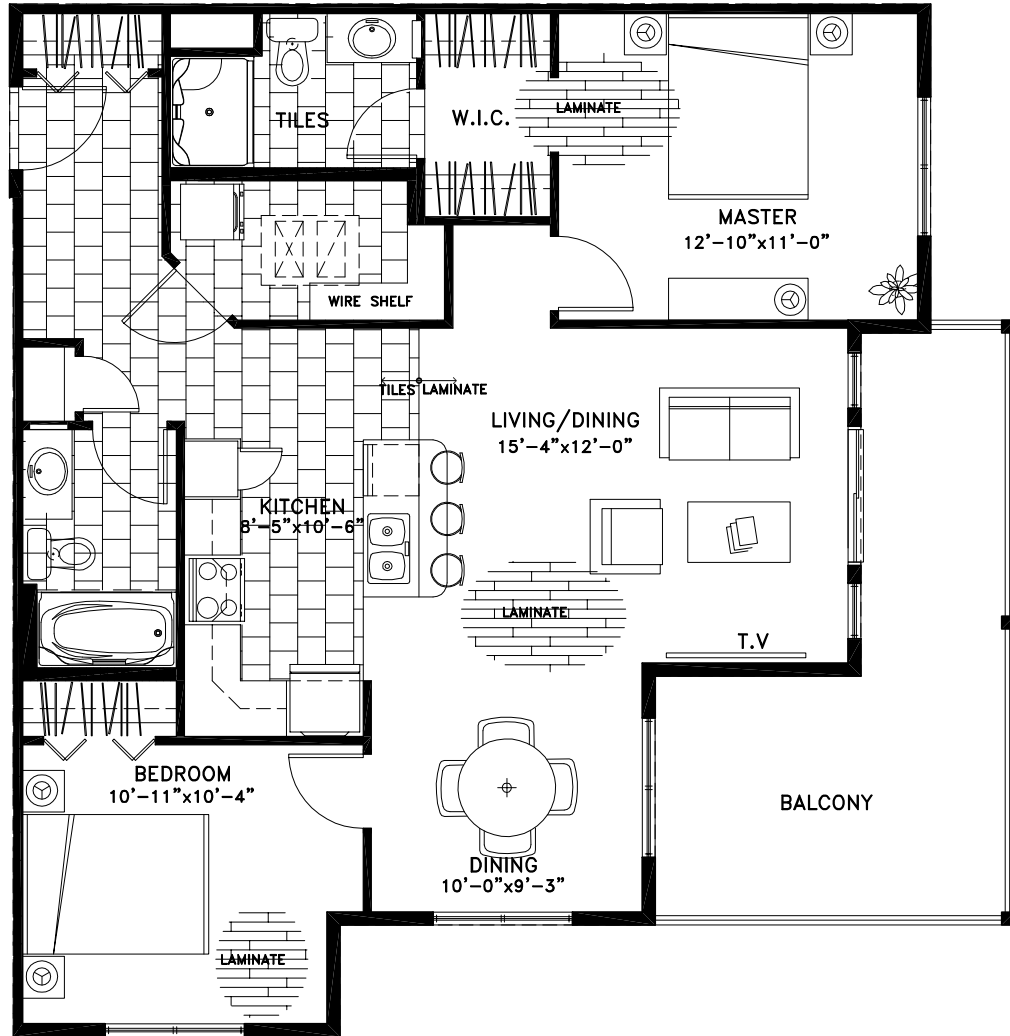 TILES
W.I.C.
LAMINATE
MASTER
12'-10"x11'-0"
WIRE SHELF
TILES LAMINATE
LIVING/DINING
15'-4"x12'-0"
KITCHEN
8'-5"x10'-6"
LAMINATE
T.V
BEDROOM
10'-11"x10'-4"
BALCONY
DINING
10'-0"x9'-3"
LAMINATE